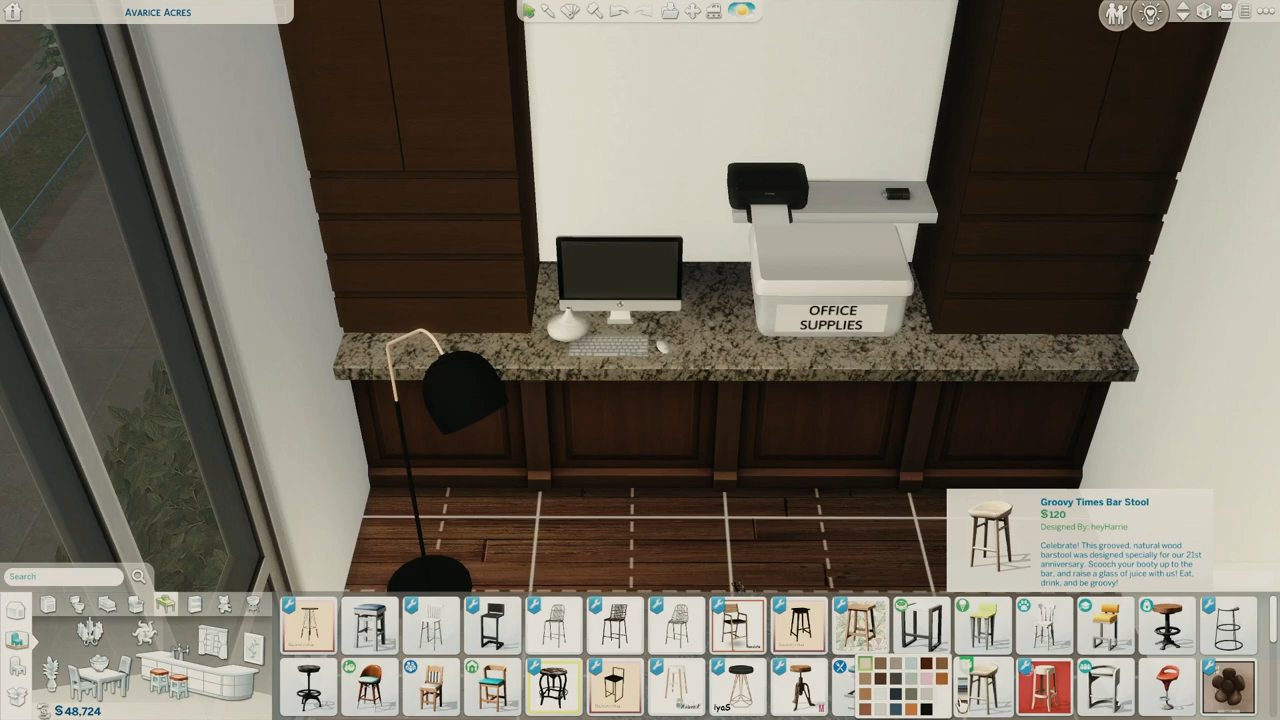 AVARICE ACRES
OFFICE
SUPPLIES
Groovy Times Bar Stool
§120
Designed By: heyHarrie
Celebrate! This grooved, natural wood
barstool was designed specially for our 21st
anniversary. Scooch your booty up to the
bar, and raise a glass of juice with us! Eat,
drink, and be groovy!
Search
§48,724